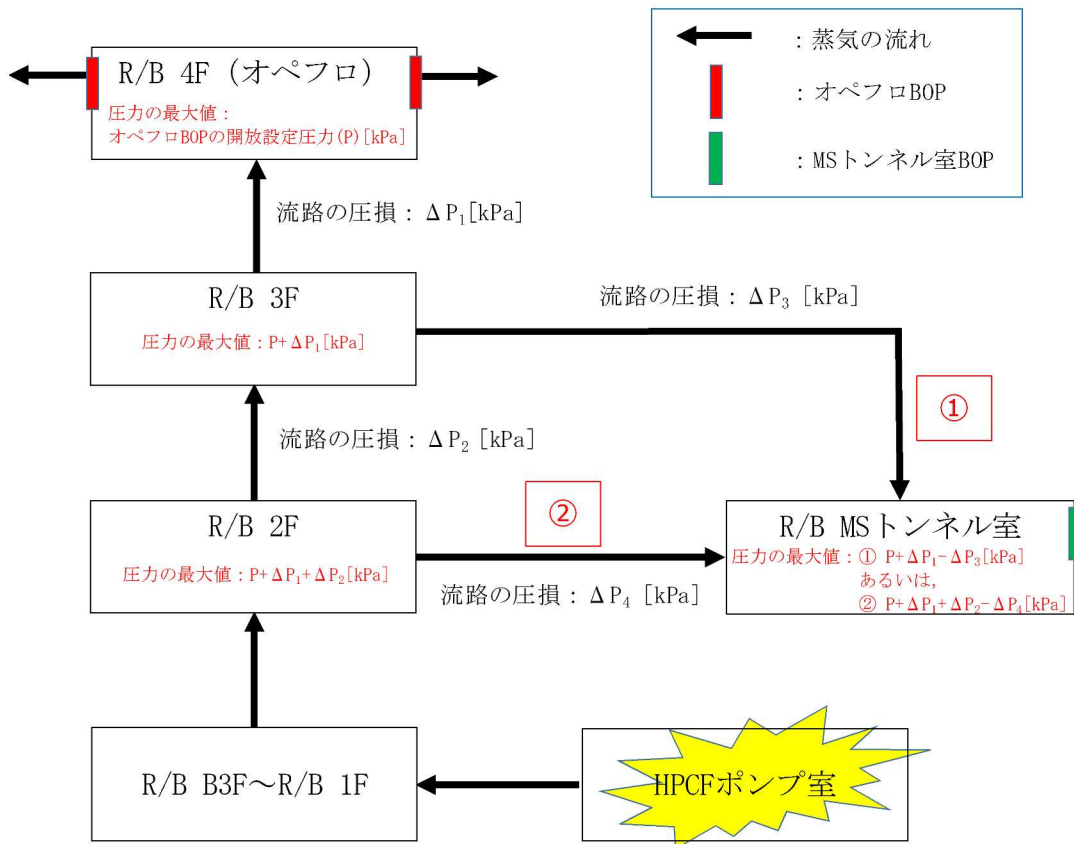 R/B 4F (オペフロ)
圧力の最大値：
オペフロBOPの開放設定圧力(P)[kPa]
：蒸気の流れ
：オペフロBOP
：MSトンネル室BOP
流路の圧損：ΔP₁[kPa]
R/B 3F
圧力の最大値：P+ΔP₁[kPa]
流路の圧損：ΔP₃ [kPa]
①
流路の圧損：ΔP₂ [kPa]
②
R/B 2F
圧力の最大値：P+ΔP₁+ΔP₂[kPa]
流路の圧損：ΔP₄ [kPa]
R/B MSトンネル室
圧力の最大値：① P+ΔP₁-ΔP₃[kPa]
あるいは，
② P+ΔP₁+ΔP₂-ΔP₄[kPa]
R/B B3F～R/B 1F
HPCFポンプ室